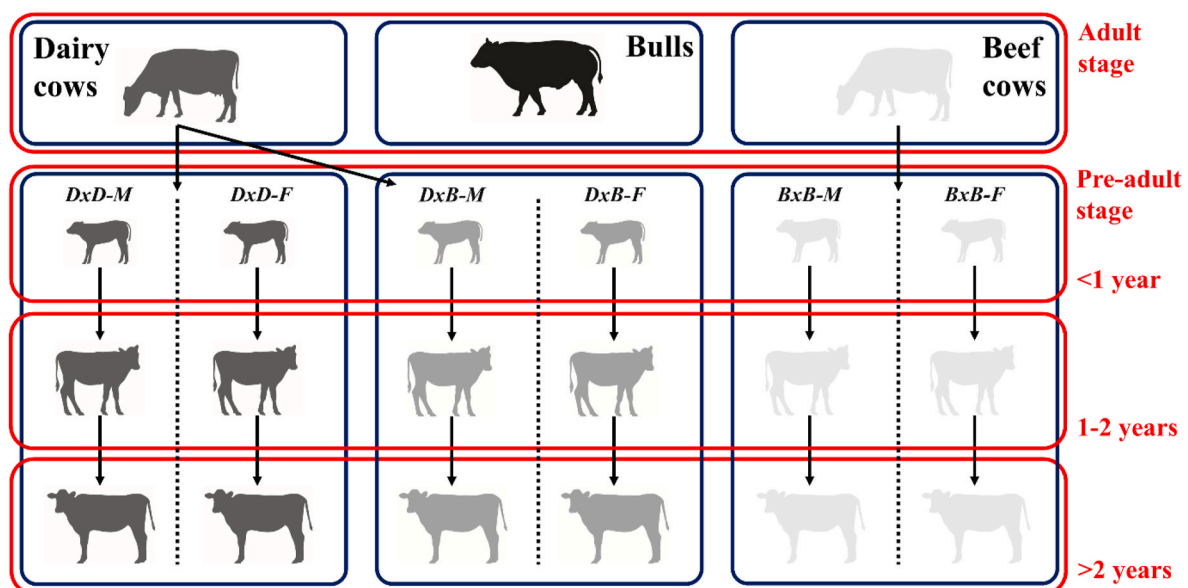 Dairy
cows
Bulls
Beef
cows
Adult
stage
DxD-M
DxD-F
DxB-M
DxB-F
BxB-M
BxB-F
Pre-adult
stage
<1 year
1-2 years
>2 years